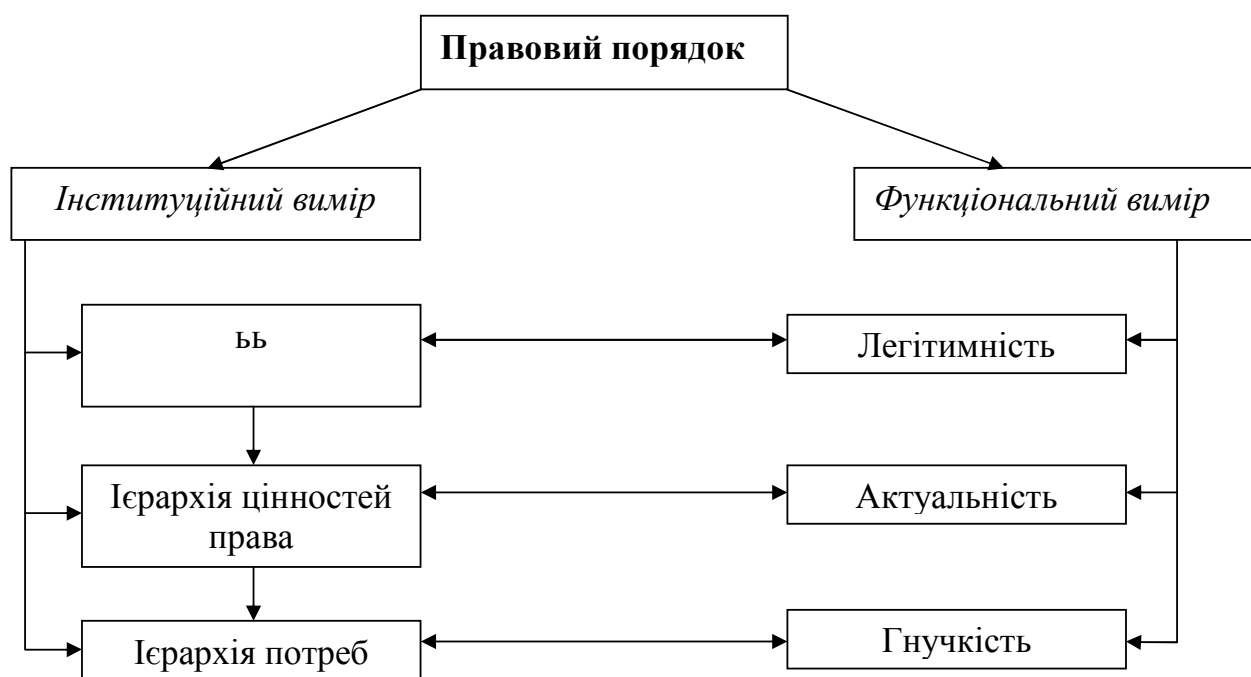 Правовий порядок
Інституційний вимір
Функціональний вимір
ьь
Легітимність
Ієрархія цінностей
права
Актуальність
Ієрархія потреб
Гнучкість